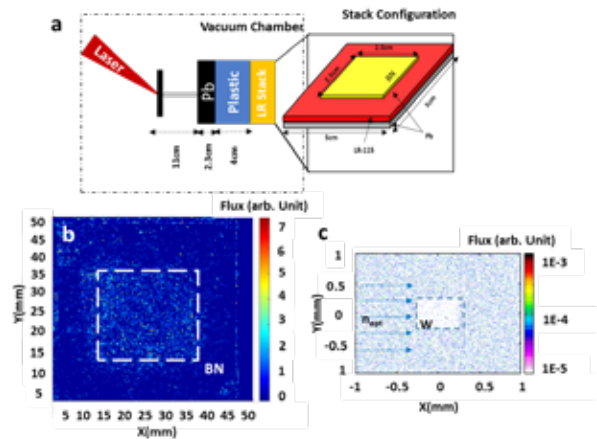 a
Vacuum Chamber
Stack Configuration
Laser
Pb
Plastic
LR Stack
11cm
2.3cm
4cm
BN
5cm
LR-115
Pb
Flux (arb. Unit)
b
50
45
40
35
30
25
20
15
10
5
Y(mm)
BN
5 10 15 20 25 30 35 40 45 50
X(mm)
7
6
5
4
3
2
1
0
c
Flux (arb. Unit)
1
0.5
0
-0.5
-1
Y(mm)
W
-1 -0.5 0 0.5 1
X(mm)
1E-3
1E-4
1E-5